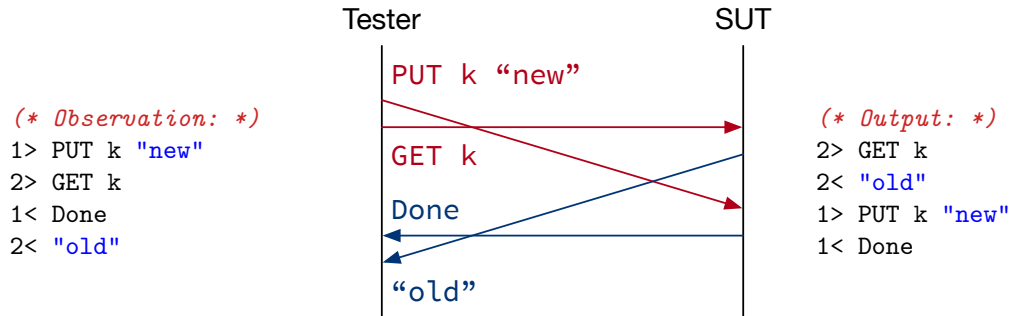 Tester
SUT
(* Observation: *)
1> PUT k "new"
2> GET k
1< Done
2< "old"
PUT k “new”
GET k
Done
“old”
(* Output: *)
2> GET k
2< "old"
1> PUT k "new"
1< Done